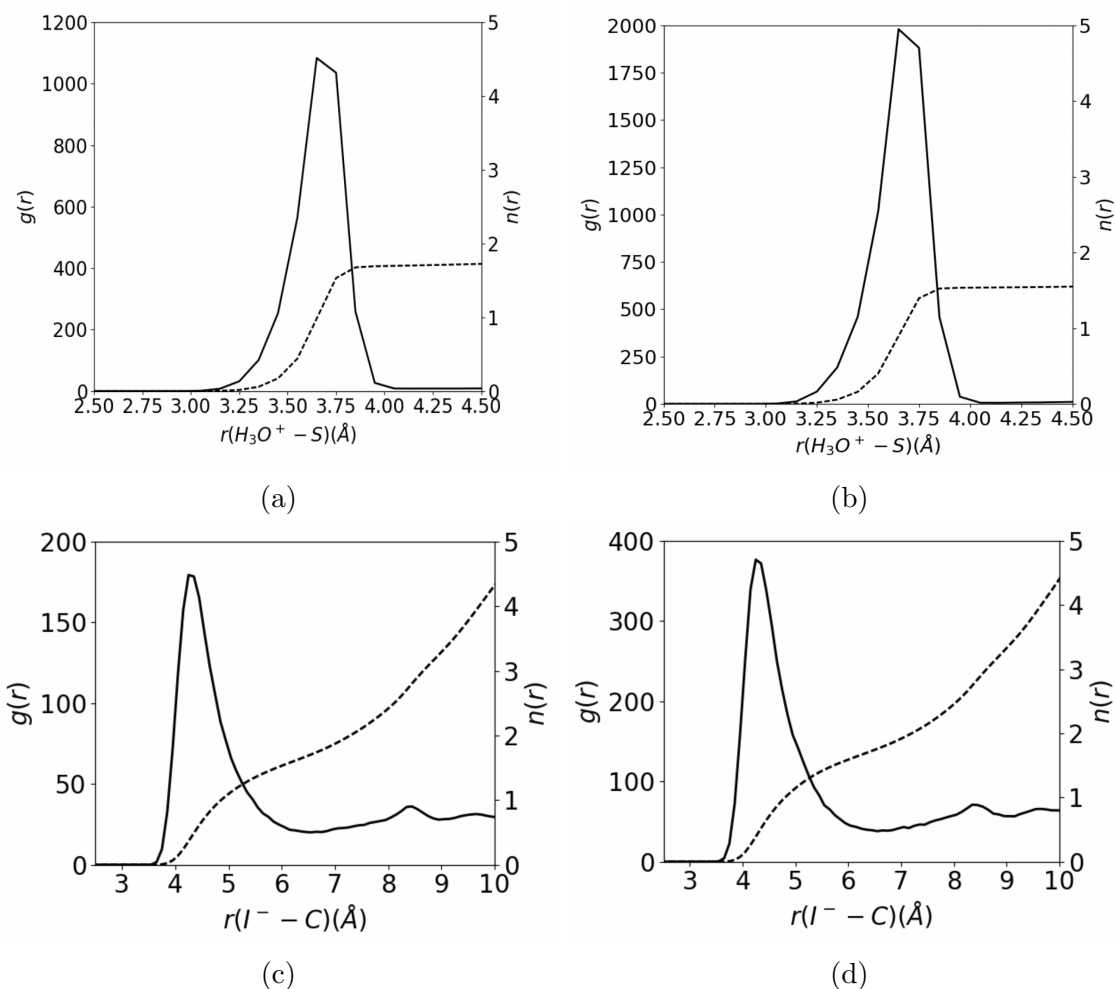 1200
1000
800
600
400
200
0
g(r)
5
4
3
2
1
0
n(r)
2.50 2.75 3.00 3.25 3.50 3.75 4.00 4.25 4.50
r(H₃O⁺ − S)(Å)
(a)
2000
1750
1500
1250
1000
750
500
250
0
g(r)
5
4
3
2
1
0
n(r)
2.50 2.75 3.00 3.25 3.50 3.75 4.00 4.25 4.50
r(H₃O⁺ − S)(Å)
(b)
200
150
100
50
0
g(r)
5
4
3
2
1
0
n(r)
3 4 5 6 7 8 9 10
r(I⁻ − C)(Å)
(c)
400
300
200
100
0
g(r)
5
4
3
2
1
0
n(r)
3 4 5 6 7 8 9 10
r(I⁻ − C)(Å)
(d)